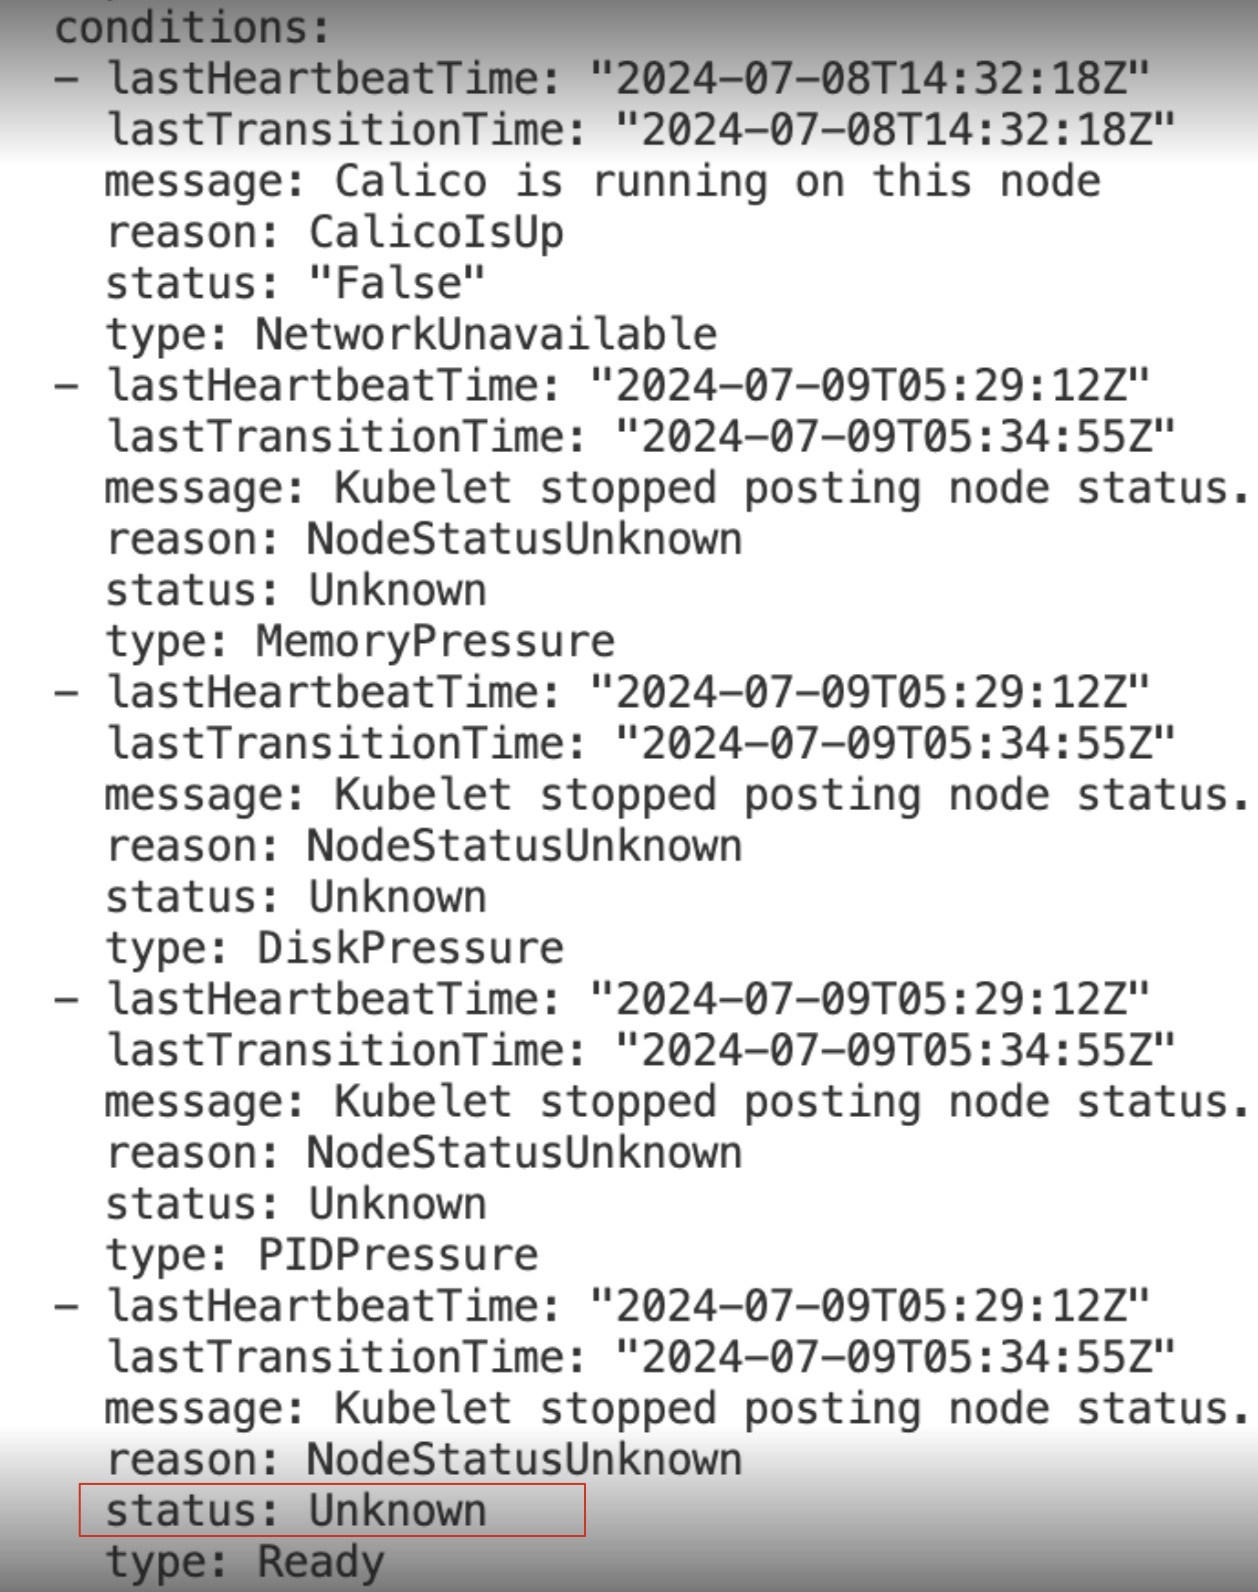 conditions:
- lastHeartbeatTime: "2024-07-08T14:32:18Z"
lastTransitionTime: "2024-07-08T14:32:18Z"
message: Calico is running on this node
reason: CalicoIsUp
status: "False"
type: NetworkUnavailable
- lastHeartbeatTime: "2024-07-09T05:29:12Z"
lastTransitionTime: "2024-07-09T05:34:55Z"
message: Kubelet stopped posting node status.
reason: NodeStatusUnknown
status: Unknown
type: MemoryPressure
- lastHeartbeatTime: "2024-07-09T05:29:12Z"
lastTransitionTime: "2024-07-09T05:34:55Z"
message: Kubelet stopped posting node status.
reason: NodeStatusUnknown
status: Unknown
type: DiskPressure
- lastHeartbeatTime: "2024-07-09T05:29:12Z"
lastTransitionTime: "2024-07-09T05:34:55Z"
message: Kubelet stopped posting node status.
reason: NodeStatusUnknown
status: Unknown
type: PIDPressure
- lastHeartbeatTime: "2024-07-09T05:29:12Z"
lastTransitionTime: "2024-07-09T05:34:55Z"
message: Kubelet stopped posting node status.
reason: NodeStatusUnknown
status: Unknown
type: Ready